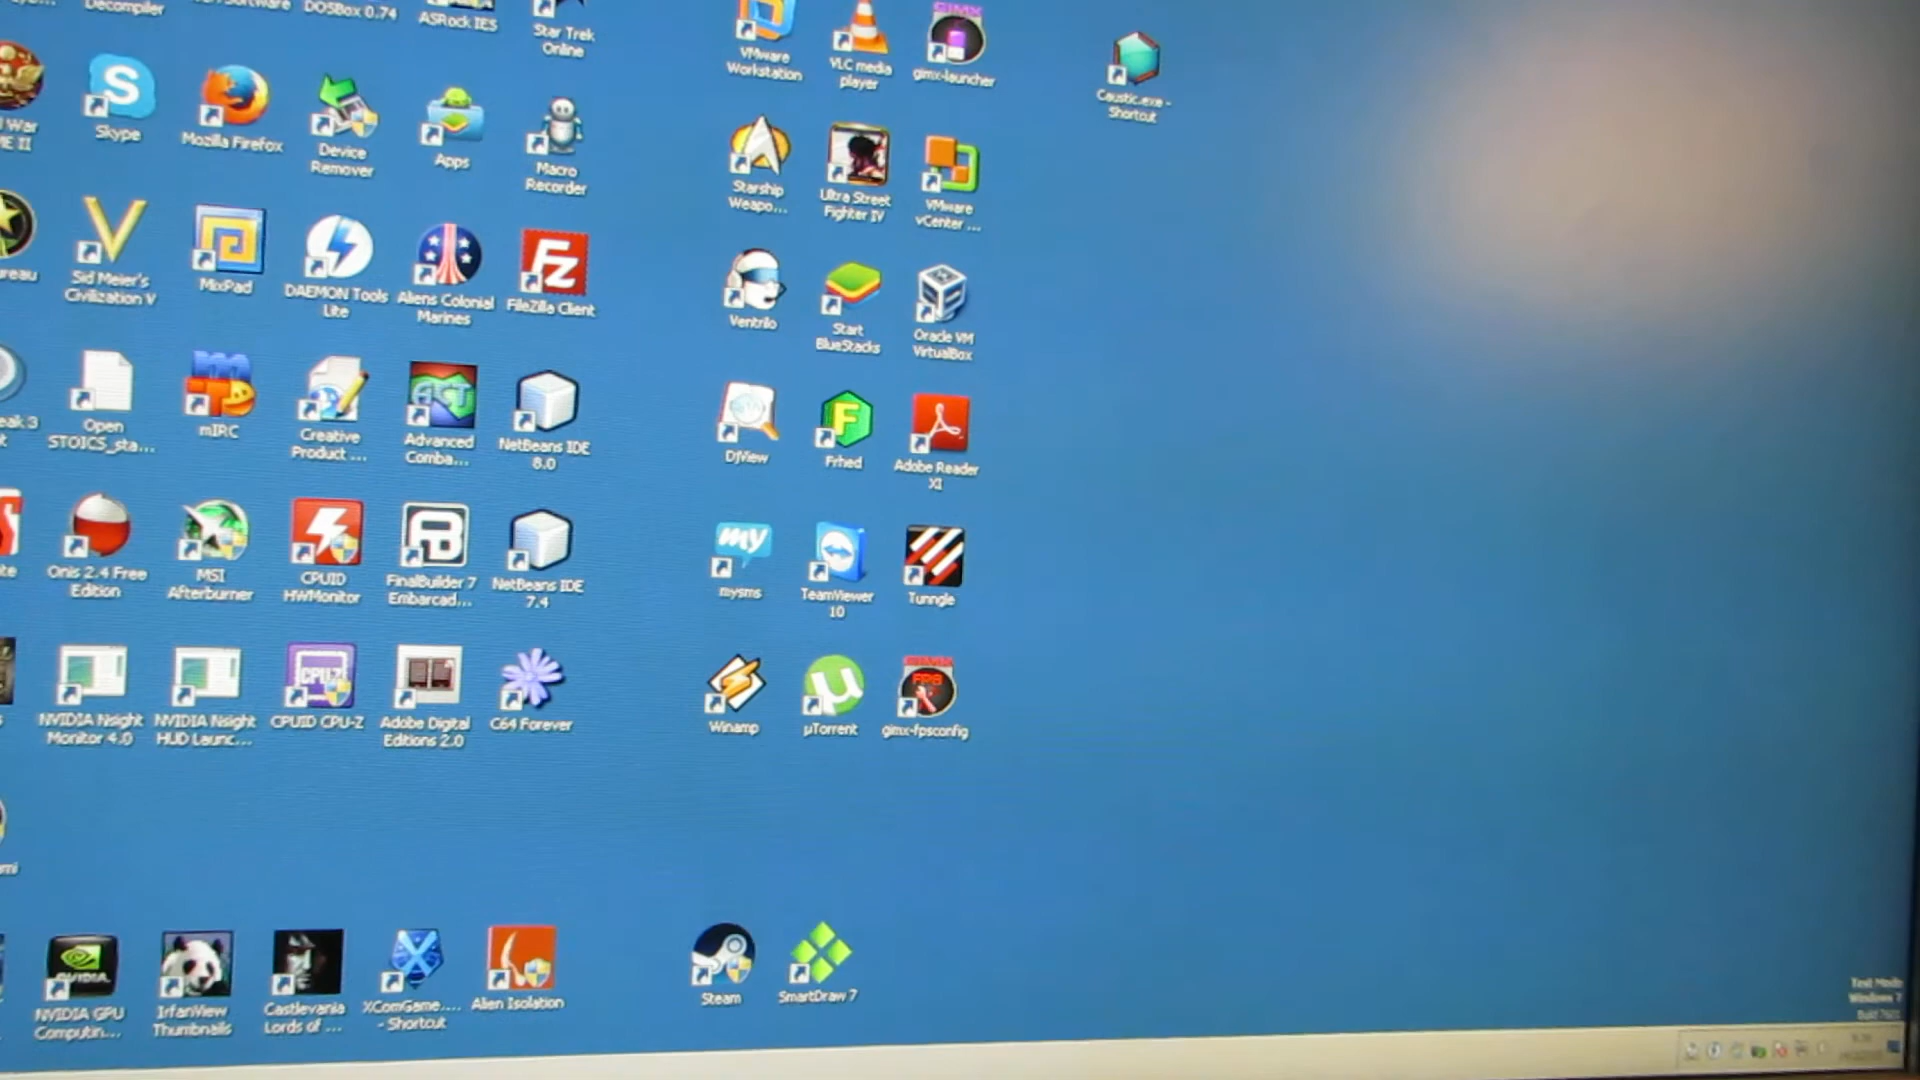 Decompiler
DOSBox 0.74
ASRock IES
Star Trek
Online
VMware
Workstation
VLC media
player
gimx-launcher
Caustic.exe -
Shortcut
War
Skype
Mozilla Firefox
Device
Remover
Apps
Macro
Recorder
Starship
Weapo...
Ultra Street
Fighter IV
VMware
vCenter ...
Sid Meier's
Civilization V
MixPad
DAEMON Tools
Lite
Aliens Colonial
Marines
FZ
FileZilla Client
Ventrilo
Start
BlueStacks
Oracle VM
VirtualBox
Open
STOICS_sta...
mIRC
Creative
Product ...
ACT
Advanced
Comba...
NetBeans IDE
8.0
DjView
F
Frhed
Adobe Reader
XI
Onis 2.4 Free
Edition
MSI
Afterburner
CPUID
HWMonitor
FinalBuilder 7
Embarcad...
NetBeans IDE
7.4
my
mysms
TeamViewer
10
Tunngle
NVIDIA Nsight
Monitor 4.0
NVIDIA Nsight
HUD Launc...
CPUID CPU-Z
Adobe Digital
Editions 2.0
C64 Forever
Winamp
µTorrent
gimx-fpsconfig
NVIDIA GPU
Computin...
IrfanView
Thumbnails
Castlevania
Lords of ...
XComGame....
- Shortcut
Alien Isolation
Steam
SmartDraw 7
Test Mode
Windows 7
Build 7601